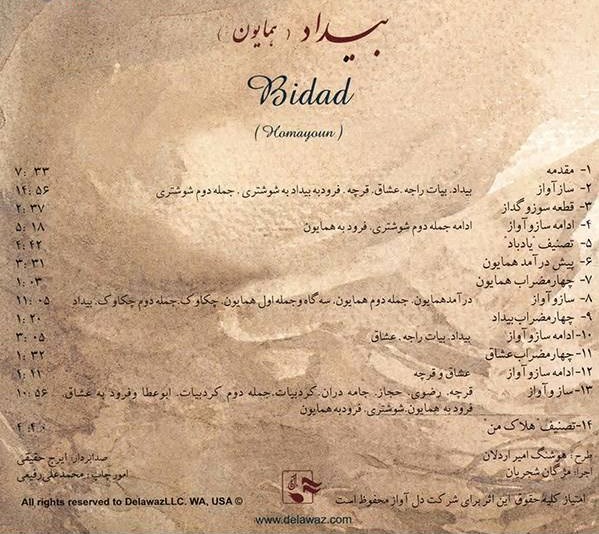 بیداد ( همایون )
Bidad
( Homayoun )
۱- مقدمه ۷: ۳۳
۲- ساز آواز بیداد، بیات راجه، عشاق، قرچه . فرود به بیداد به شوشتری . جمله دوم شوشتری ۱۴: ۵۶
۳- قطعه سوز و گداز ۲: ۳۷
۴- ادامه ساز و آواز ادامه جمله دوم شوشتری، فرود به همایون ۵: ۱۸
۵- تصنیف "یادباد" ۴: ۴۲
۶- پیش درآمد همایون ۳: ۳۱
۷- چهارمضراب همایون ۱: ۰۳
۸- ساز و آواز درآمدهمایون، جمله دوم همایون، سه گاه و جمله اول همایون، چکاوک، جمله دوم چکاوک، بیداد ۱۱: ۰۵
۹- چهارمضراب بیداد ۱: ۲۰
۱۰- ادامه ساز و آواز بیداد، بیات راجه ، عشاق ۳: ۰۵
۱۱- چهارمضراب عشاق ۱: ۳۲
۱۲- ادامه ساز و آواز عشاق و قرچه ۱: ۴۱
۱۳- ساز و آواز قرچه، رضوی، حجاز، جامه دران، کردبیات، جمله دوم کردبیات، ابوعطا وفرود به عشاق، ۱۰: ۵۶
فرود به همایون، شوشتری، فرودبه همایون
۱۴- تصنیف "هلاک من"
طرح : هوشنگ امیر اردلان
اجرا: مژگان شجریان
صدابردار: ایرج حقیقی
امور چاپ : محمدعلی رفیعی
امتیاز کلیه حقوق این اثر برای شرکت دل آواز محفوظ است
All rights reserved to DelawazLLC. WA, USA ©
www.delawaz.com